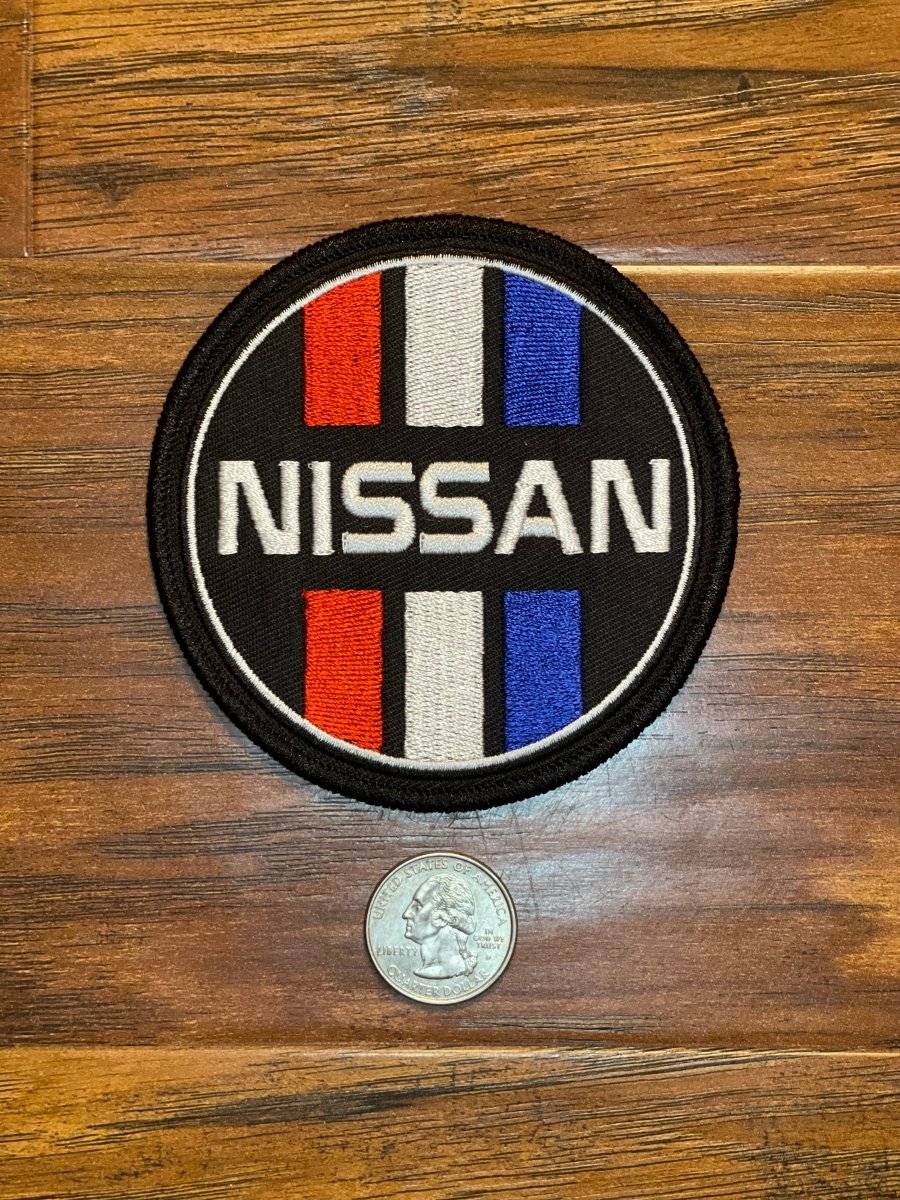 NISSAN
UNITED STATES OF AMERICA
LIBERTY
IN
GOD WE
TRUST
QUARTER DOLLAR